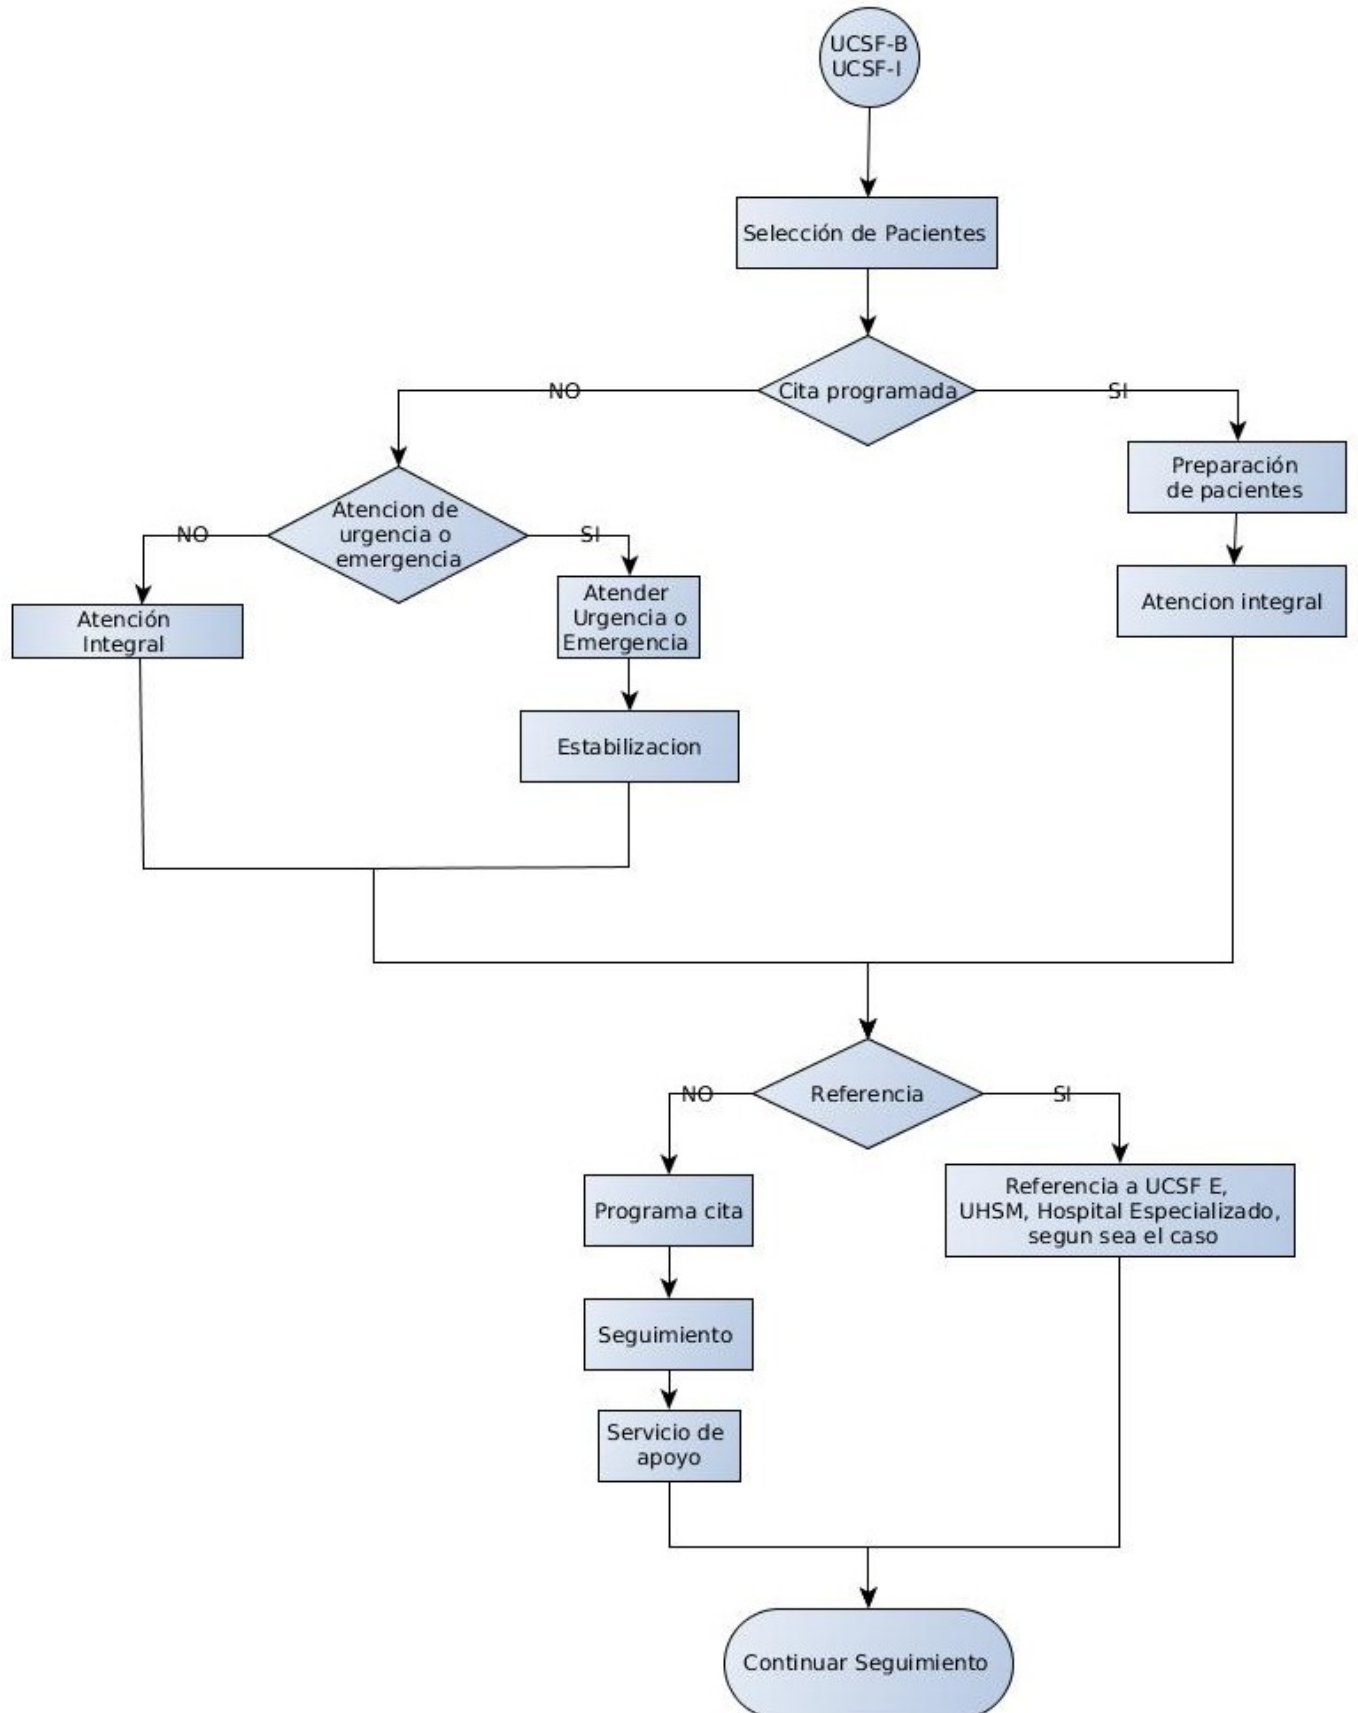 UCSF-B
UCSF-I
Selección de Pacientes
Cita programada
NO
SI
Preparación
de pacientes
Atencion integral
Atencion de
urgencia o
emergencia
NO
SI
Atención
Integral
Atender
Urgencia o
Emergencia
Estabilizacion
Referencia
NO
SI
Programa cita
Seguimiento
Servicio de
apoyo
Referencia a UCSF E,
UHSM, Hospital Especializado,
segun sea el caso
Continuar Seguimiento